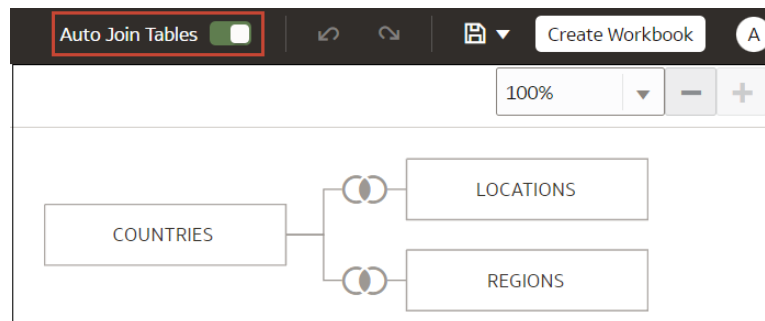 Auto Join Tables Create Workbook A
100%
LOCATIONS
COUNTRIES
REGIONS